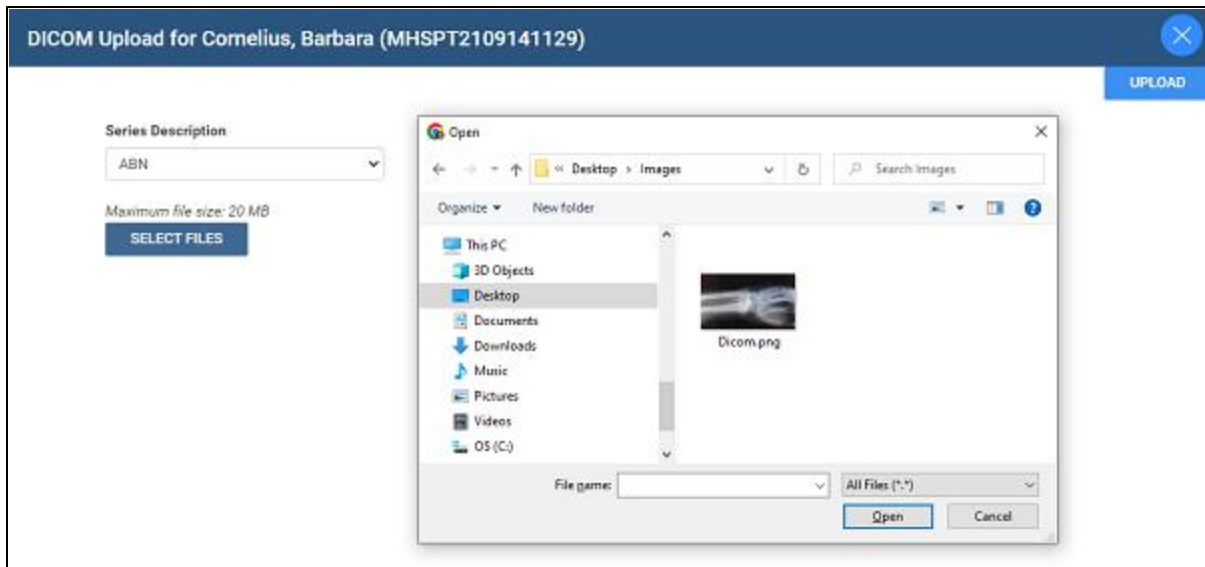 DICOM Upload for Cornelius, Barbara (MHSPT2109141129)
UPLOAD
Series Description
ABN
Maximum file size: 20 MB
SELECT FILES
Open
« Desktop › Images
Search Images
Organize
New folder
This PC
3D Objects
Desktop
Documents
Downloads
Music
Pictures
Videos
OS (C:)
Dicom.png
File name:
All Files (*.*)
Open
Cancel